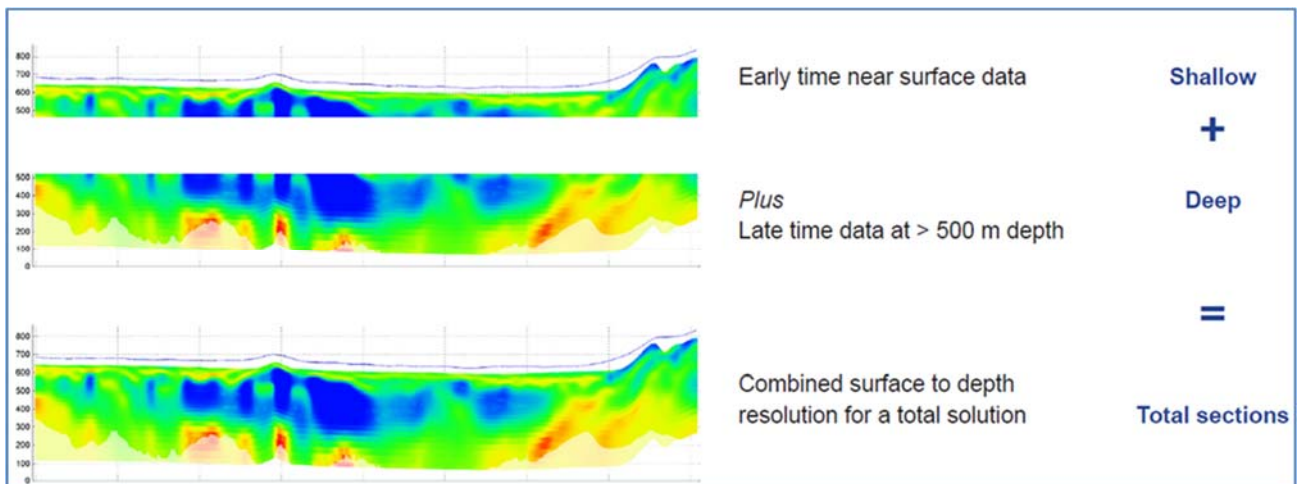 800
700
600
500
Early time near surface data
Shallow
+
500
400
300
200
100
0
Plus
Late time data at > 500 m depth
Deep
=
800
700
600
500
400
300
200
100
0
Combined surface to depth
resolution for a total solution
Total sections